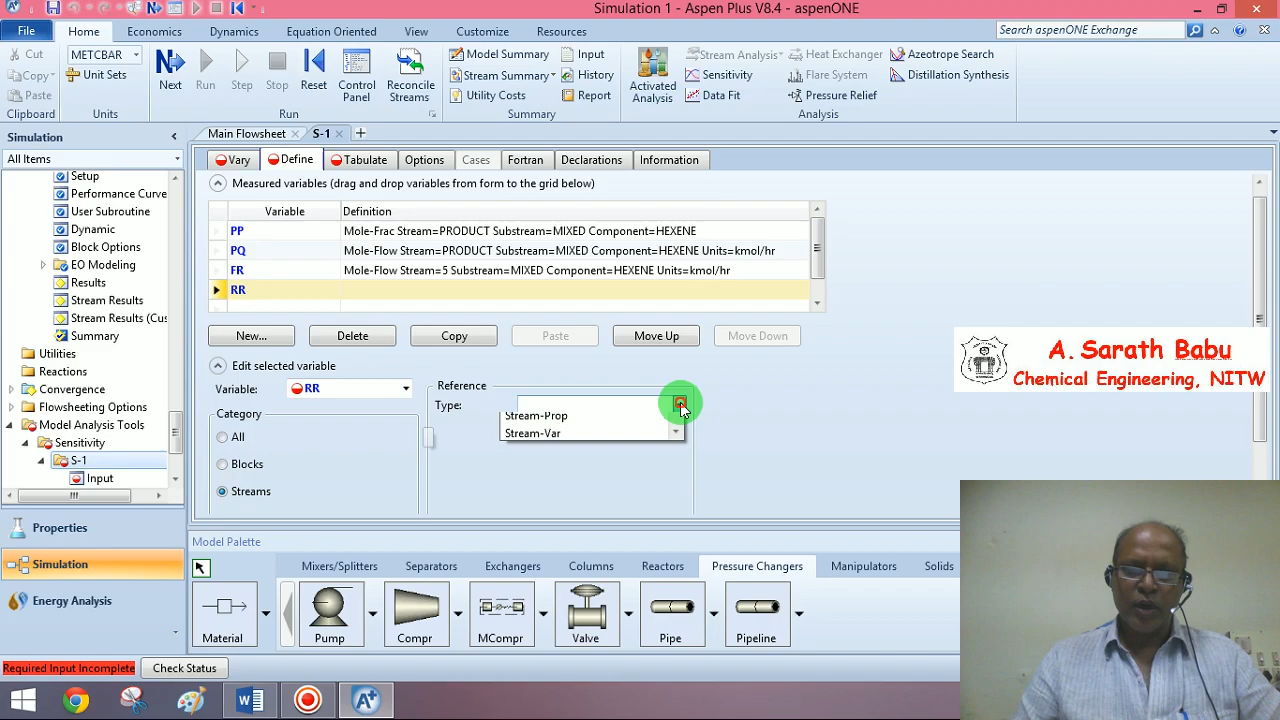 Simulation 1 - Aspen Plus V8.4 - aspenONE
File Home Economics Dynamics Equation Oriented View Customize Resources Search aspenONE Exchange
Cut METCBAR Model Summary Input Stream Analysis Heat Exchanger Azeotrope Search
Copy Unit Sets Next Run Step Stop Reset Control Panel Reconcile Streams Stream Summary History Activated Analysis Sensitivity Flare System Distillation Synthesis
Paste Utility Costs Report Data Fit Pressure Relief
Clipboard Units Run Summary Analysis
Simulation
Main Flowsheet S-1
All Items
Vary Define Tabulate Options Cases Fortran Declarations Information
Setup
Performance Curve
User Subroutine
Dynamic
Block Options
EO Modeling
Results
Stream Results
Stream Results (Cus
Summary
Utilities
Reactions
Convergence
Flowsheeting Options
Model Analysis Tools
Sensitivity
S-1
Input
Properties
Simulation
Energy Analysis
Measured variables (drag and drop variables from form to the grid below)
Variable Definition
PP Mole-Frac Stream=PRODUCT Substream=MIXED Component=HEXENE
PQ Mole-Flow Stream=PRODUCT Substream=MIXED Component=HEXENE Units=kmol/hr
FR Mole-Flow Stream=5 Substream=MIXED Component=HEXENE Units=kmol/hr
RR
New... Delete Copy Paste Move Up Move Down
Edit selected variable
Variable: RR
Category
All
Blocks
Streams
Reference
Type:
Stream-Prop
Stream-Var
A. Sarath Babu
Chemical Engineering, NITW
Model Palette
Mixers/Splitters Separators Exchangers Columns Reactors Pressure Changers Manipulators Solids
Material Pump Compr MCompr Valve Pipe Pipeline
Required Input Incomplete Check Status